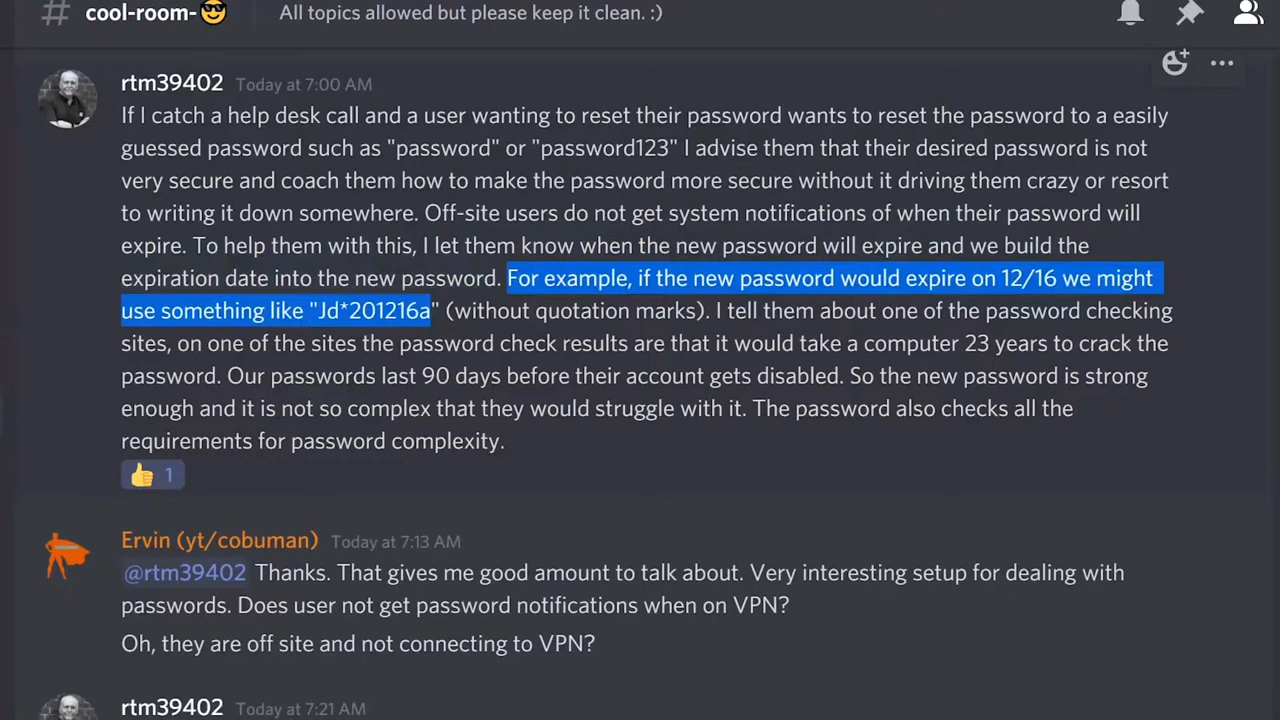 # cool-room-😎 All topics allowed but please keep it clean. :)
rtm39402 Today at 7:00 AM
If I catch a help desk call and a user wanting to reset their password wants to reset the password to a easily
guessed password such as "password" or "password123" I advise them that their desired password is not
very secure and coach them how to make the password more secure without it driving them crazy or resort
to writing it down somewhere. Off-site users do not get system notifications of when their password will
expire. To help them with this, I let them know when the new password will expire and we build the
expiration date into the new password. For example, if the new password would expire on 12/16 we might
use something like "Jd*201216a" (without quotation marks). I tell them about one of the password checking
sites, on one of the sites the password check results are that it would take a computer 23 years to crack the
password. Our passwords last 90 days before their account gets disabled. So the new password is strong
enough and it is not so complex that they would struggle with it. The password also checks all the
requirements for password complexity.
👍 1
Ervin (yt/cobuman) Today at 7:13 AM
@rtm39402 Thanks. That gives me good amount to talk about. Very interesting setup for dealing with
passwords. Does user not get password notifications when on VPN?
Oh, they are off site and not connecting to VPN?
rtm39402 Today at 7:21 AM